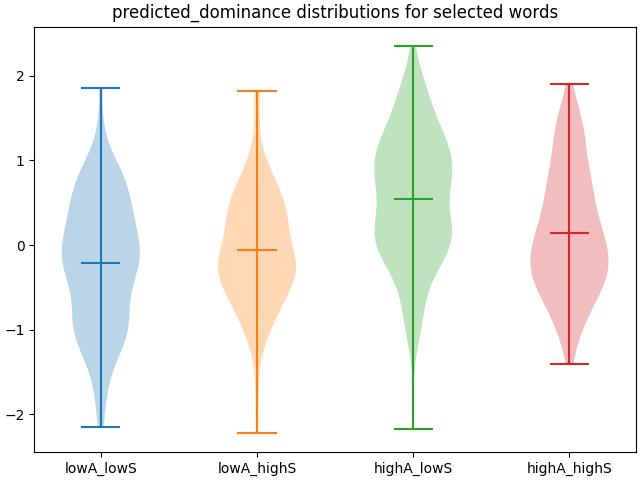 predicted_dominance distributions for selected words
2
1
0
−1
−2
lowA_lowS
lowA_highS
highA_lowS
highA_highS